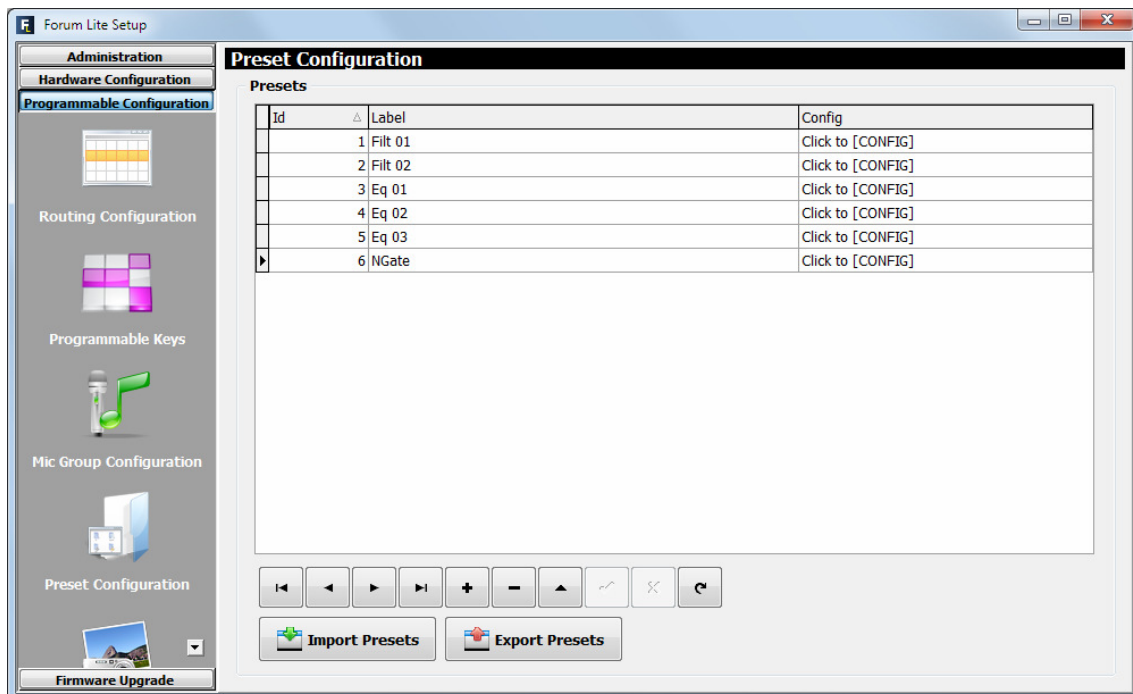 Forum Lite Setup
Administration
Hardware Configuration
Programmable Configuration
Routing Configuration
Programmable Keys
Mic Group Configuration
Preset Configuration
Firmware Upgrade
Preset Configuration
Presets
Id Label Config
1 Filt 01 Click to [CONFIG]
2 Filt 02 Click to [CONFIG]
3 Eq 01 Click to [CONFIG]
4 Eq 02 Click to [CONFIG]
5 Eq 03 Click to [CONFIG]
6 NGate Click to [CONFIG]
Import Presets Export Presets